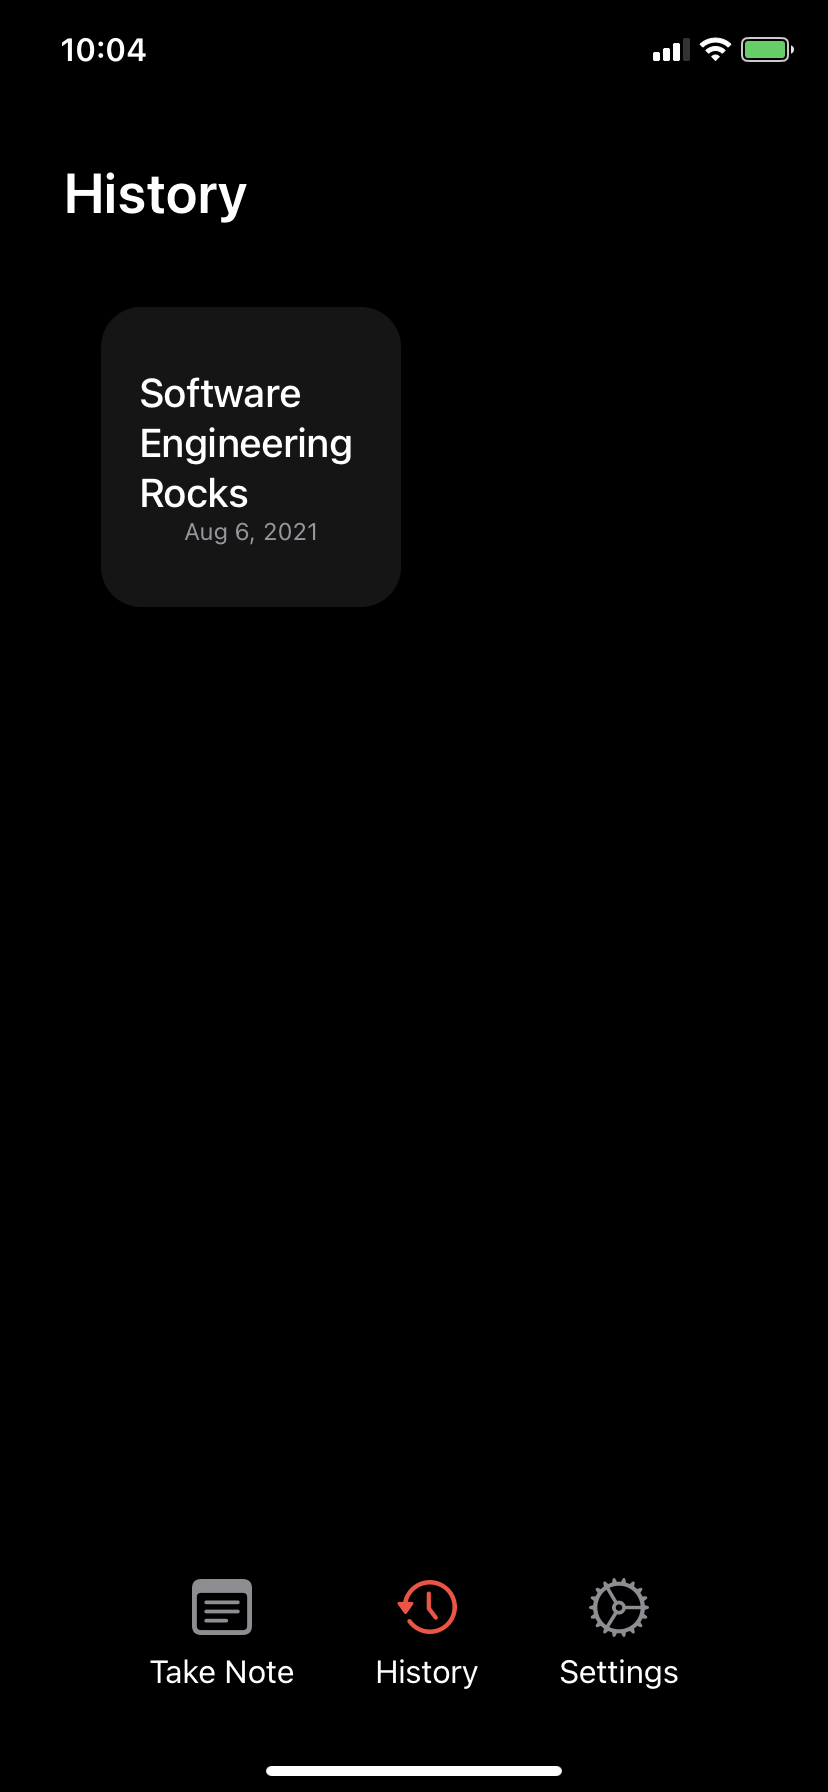 10:04
History
Software
Engineering
Rocks
Aug 6, 2021
Take Note
History
Settings